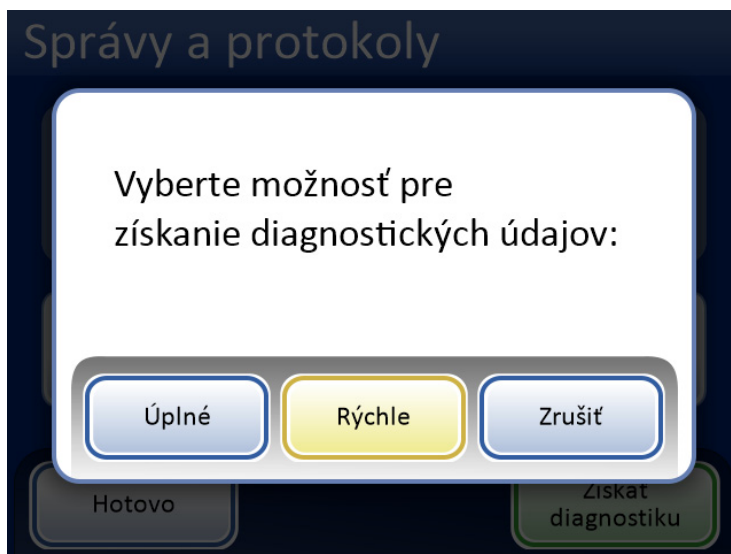 Správy a protokoly
Vyberte možnosť pre
získanie diagnostických údajov:
Úplné
Rýchle
Zrušiť
Hotovo
Získať
diagnostiku